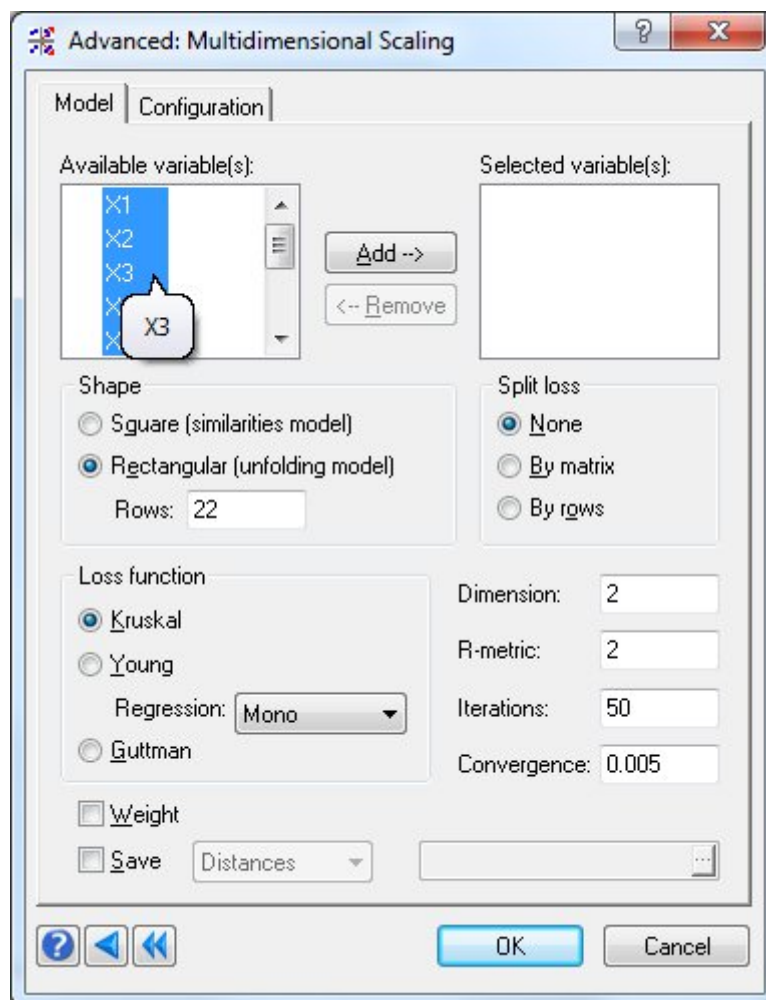 Advanced: Multidimensional Scaling
Model
Configuration
Available variable(s):
Selected variable(s):
X1
X2
X3
X
X
X3
Add -->
<-- Remove
Shape
Sguare (similarities model)
Rectangular (unfolding model)
Rows: 22
Split loss
None
By matrix
By rows
Loss function
Kruskal
Young
Regression: Mono
Guttman
Dimension: 2
R-metric: 2
Iterations: 50
Convergence: 0.005
Weight
Save
Distances
...
OK
Cancel